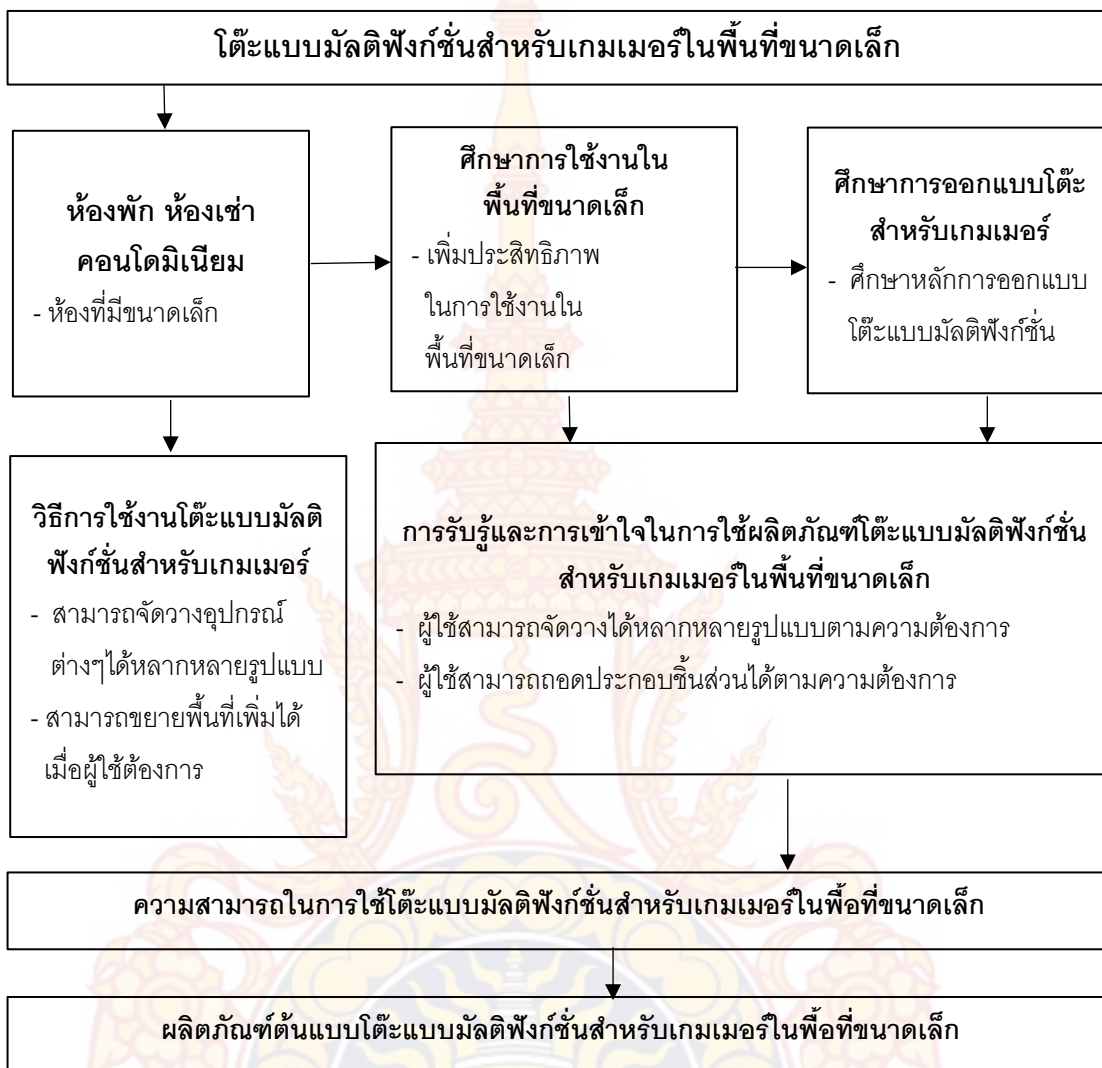 โต๊ะแบบมัลติฟังก์ชั่นสำหรับเกมเมอร์ในพื้นที่ขนาดเล็ก
ห้องพัก ห้องเช่า
คอนโดมิเนียม
- ห้องที่มีขนาดเล็ก
ศึกษาการใช้งานใน
พื้นที่ขนาดเล็ก
- เพิ่มประสิทธิภาพ
ในการใช้งานใน
พื้นที่ขนาดเล็ก
ศึกษาการออกแบบโต๊ะ
สำหรับเกมเมอร์
- ศึกษาหลักการออกแบบ
โต๊ะแบบมัลติฟังก์ชั่น
วิธีการใช้งานโต๊ะแบบมัลติ
ฟังก์ชั่นสำหรับเกมเมอร์
- สามารถจัดวางอุปกรณ์
ต่างๆได้หลากหลายรูปแบบ
- สามารถขยายพื้นที่เพิ่มได้
เมื่อผู้ใช้ต้องการ
การรับรู้และการเข้าใจในการใช้ผลิตภัณฑ์โต๊ะแบบมัลติฟังก์ชั่น
สำหรับเกมเมอร์ในพื้นที่ขนาดเล็ก
- ผู้ใช้สามารถจัดวางได้หลากหลายรูปแบบตามความต้องการ
- ผู้ใช้สามารถถอดประกอบชิ้นส่วนได้ตามความต้องการ
ความสามารถในการใช้โต๊ะแบบมัลติฟังก์ชั่นสำหรับเกมเมอร์ในพื้อที่ขนาดเล็ก
ผลิตภัณฑ์ต้นแบบโต๊ะแบบมัลติฟังก์ชั่นสำหรับเกมเมอร์ในพื้อที่ขนาดเล็ก